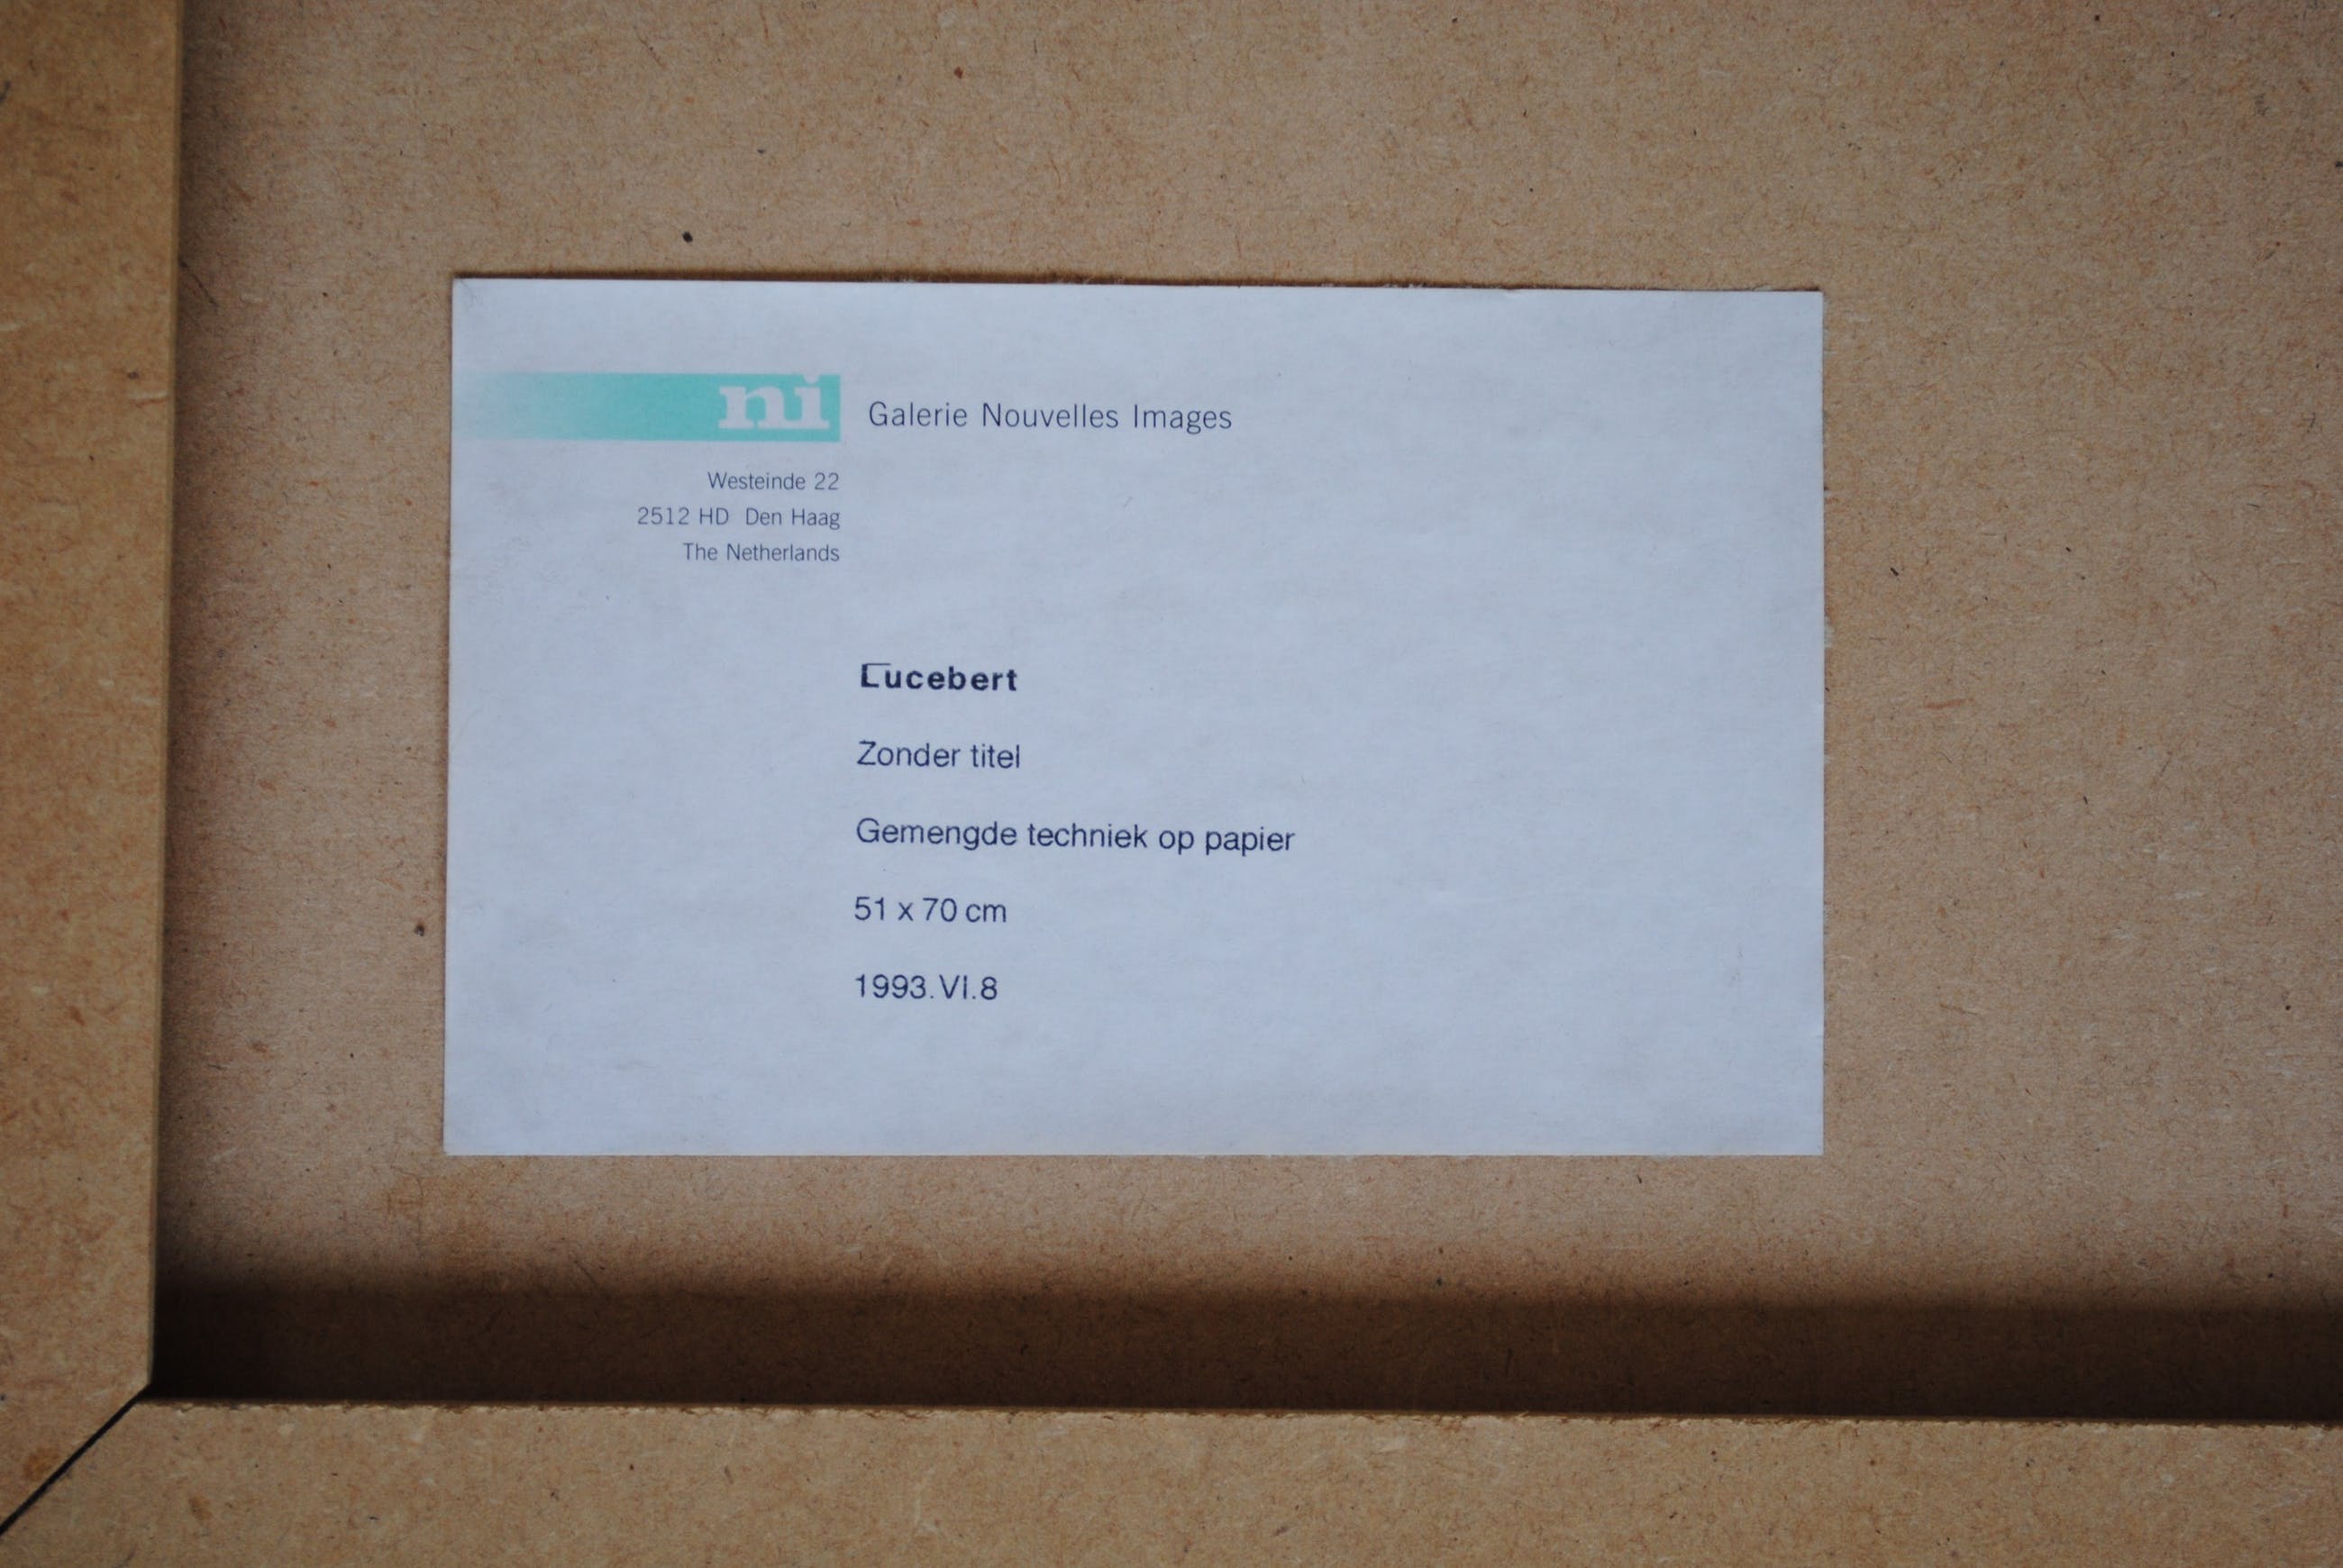 ni
Galerie Nouvelles Images
Westeinde 22
2512 HD Den Haag
The Netherlands
Lucebert
Zonder titel
Gemengde techniek op papier
51 x 70 cm
1993.VI.8